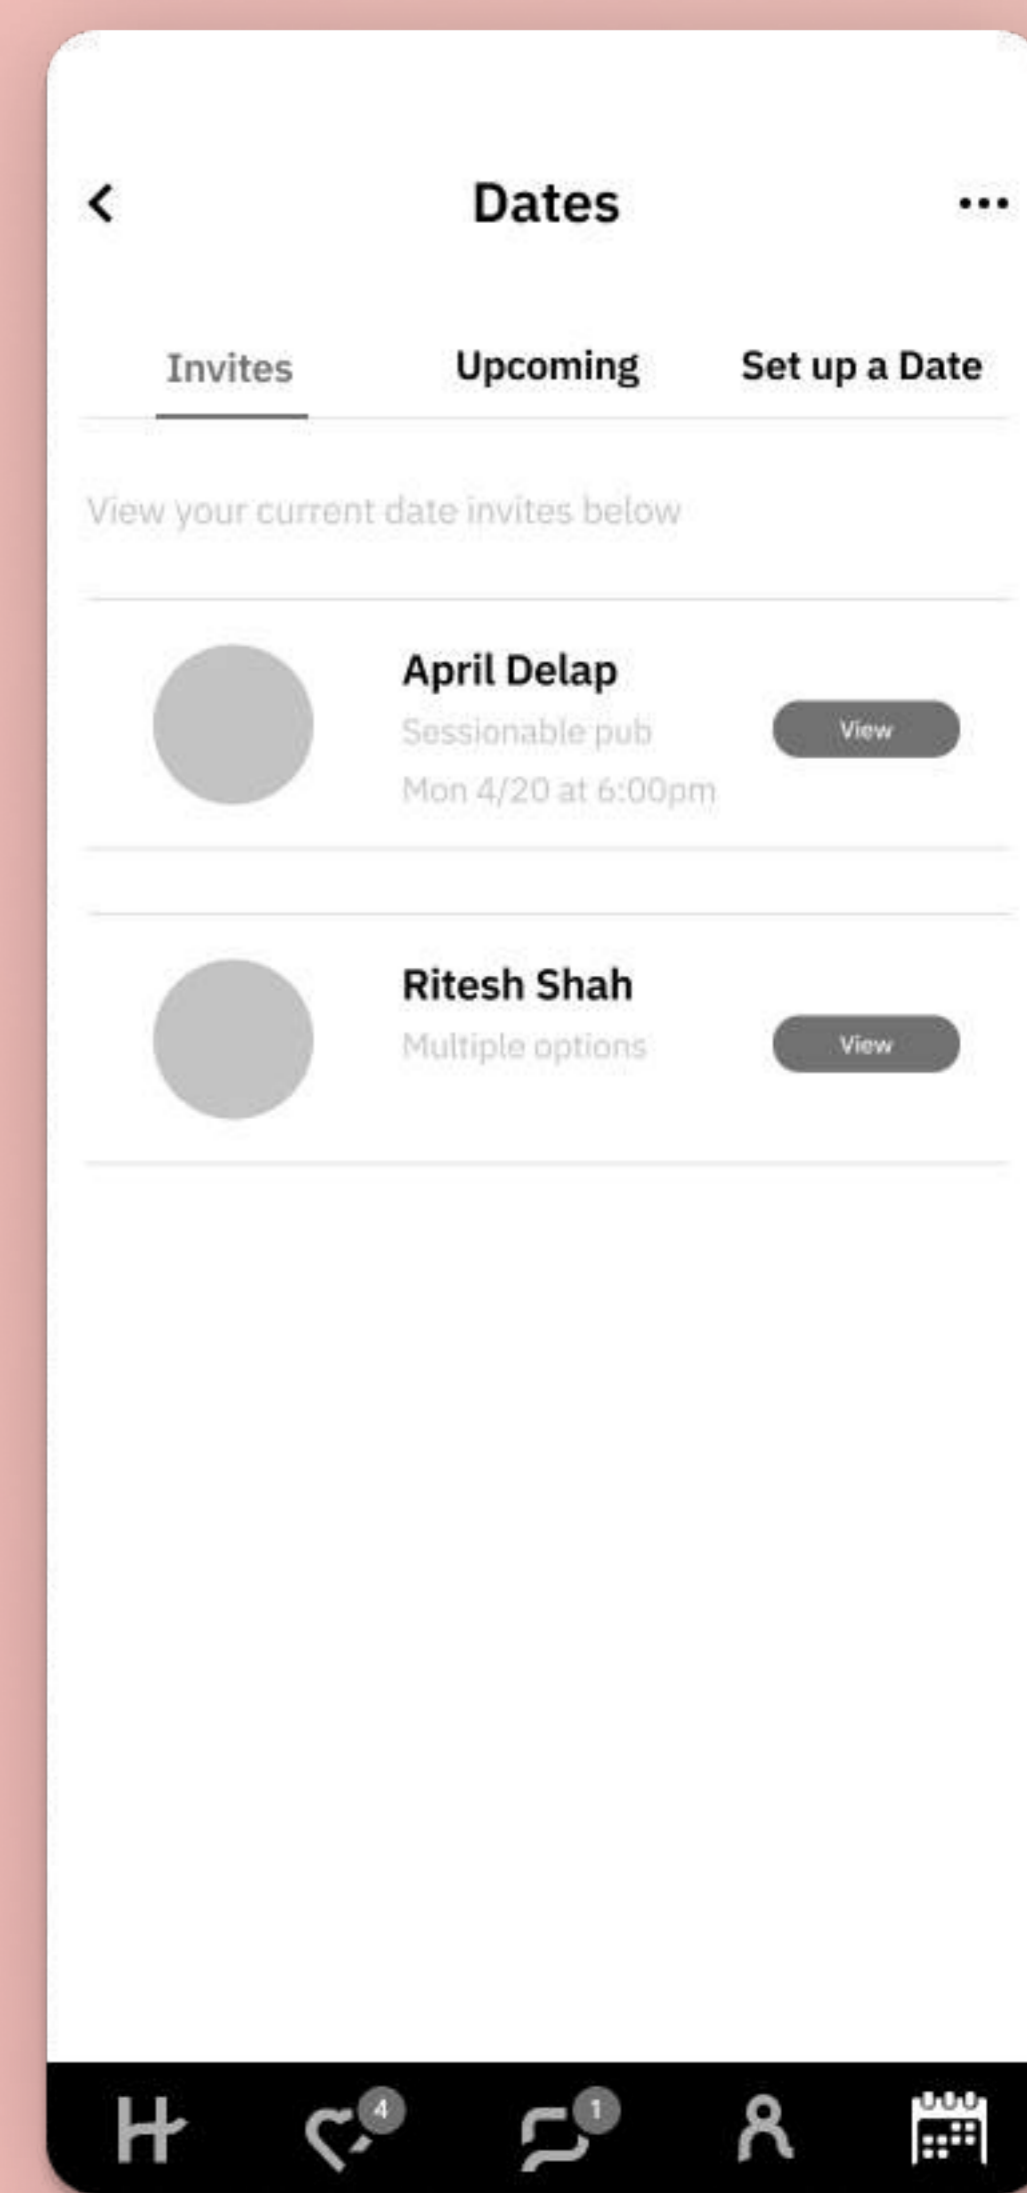 Dates
Invites Upcoming Set up a Date
View your current date invites below
April Delap
Sessionable pub
Mon 4/20 at 6:00pm
View
Ritesh Shah
Multiple options
View
H 4 1